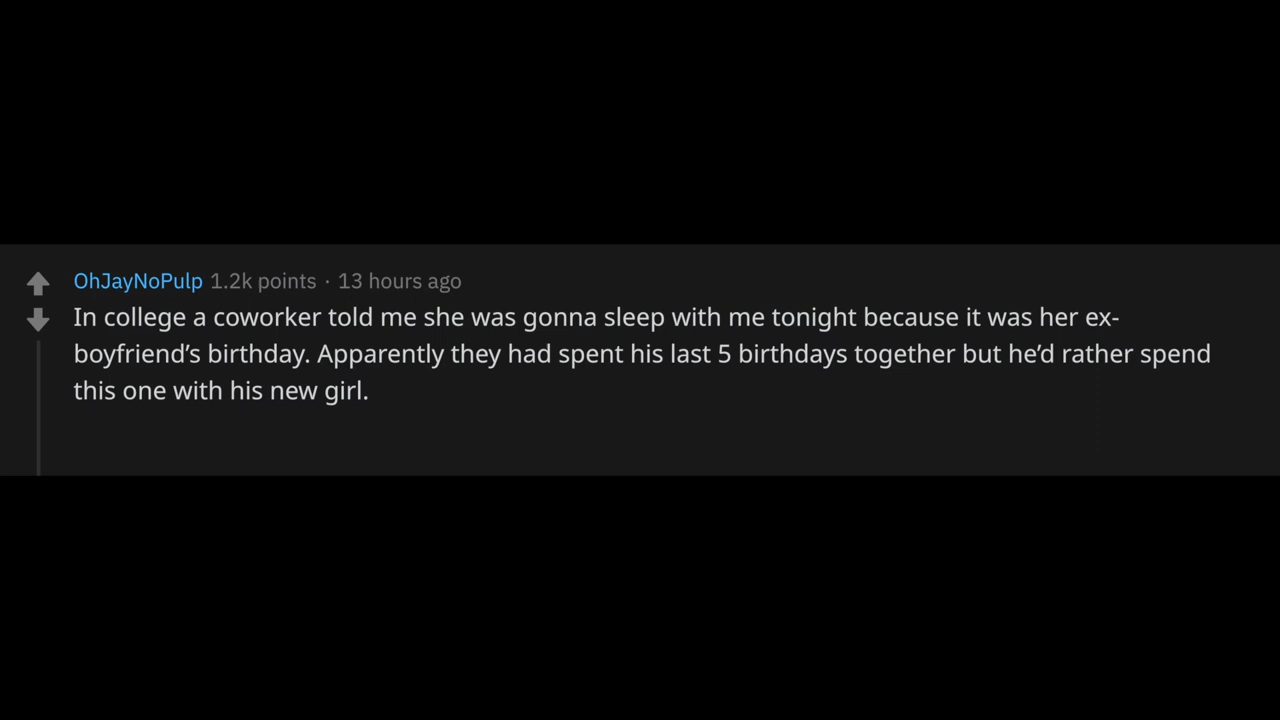 OhJayNoPulp 1.2k points · 13 hours ago
In college a coworker told me she was gonna sleep with me tonight because it was her ex-
boyfriend’s birthday. Apparently they had spent his last 5 birthdays together but he’d rather spend
this one with his new girl.